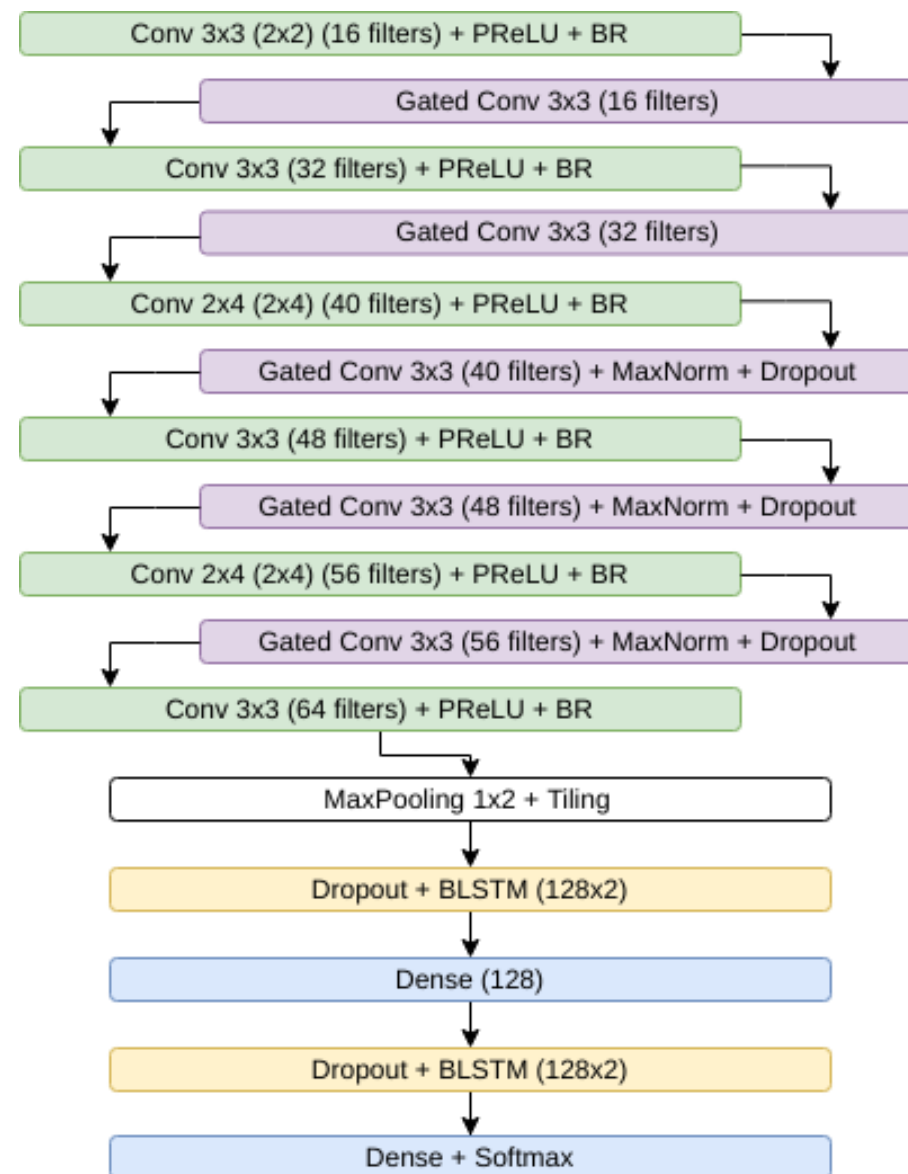 Conv 3x3 (2x2) (16 filters) + PReLU + BR
Gated Conv 3x3 (16 filters)
Conv 3x3 (32 filters) + PReLU + BR
Gated Conv 3x3 (32 filters)
Conv 2x4 (2x4) (40 filters) + PReLU + BR
Gated Conv 3x3 (40 filters) + MaxNorm + Dropout
Conv 3x3 (48 filters) + PReLU + BR
Gated Conv 3x3 (48 filters) + MaxNorm + Dropout
Conv 2x4 (2x4) (56 filters) + PReLU + BR
Gated Conv 3x3 (56 filters) + MaxNorm + Dropout
Conv 3x3 (64 filters) + PReLU + BR
MaxPooling 1x2 + Tiling
Dropout + BLSTM (128x2)
Dense (128)
Dropout + BLSTM (128x2)
Dense + Softmax